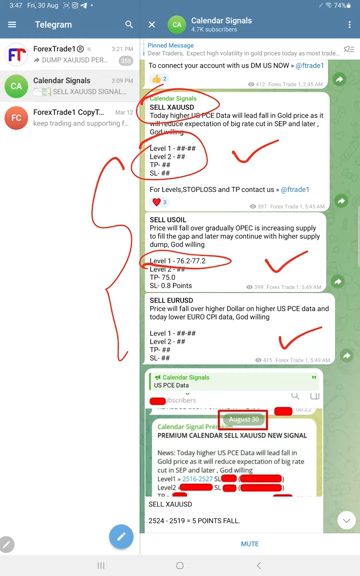 3:47 Fri, 30 Aug
74%
Telegram
Calendar Signals
4.7K subscribers
ForexTrade1®
3:21 PM
JUMP XAUUSD PER
Calendar Signals
3:09 PM
SELL XAUUSD SIGNAL
CA
ForexTrade1 CopyT
Mar 12
keep trading and supporting f
FC
Pinned Message
Dear Traders, Expect high volatility in gold prices today as most trade
To connect your account with us DM US NOW » @ftrade1
2
412 Forex Trade 1, 2:45 AM
Calendar Signals
SELL XAUUSD
Today higher US PCE Data will lead fall in Gold price as it
will reduce expectation of big rate cut in SEP and later ,
God willing
Level 1 - ##-##
Level 2 - ##
TP- ##
SL- ##
For Levels,STOPLOSS and TP contact us » @ftrade1
3
397 Forex Trade 1, 5:45 AM
SELL USOIL
Price will fall over gradually OPEC is increasing supply
to fill the gap and later may continue with higher supply
dump, God willing
Level 1 - 76.2-77.2
Level 2 - ##
TP- 75.0
SL- 0.8 Points
399 Forex Trade 1, 5:49 AM
SELL EURUSD
Price will fall over higher Dollar on higher US PCE data and
today lower EURO CPI data, God willing
Level 1 - ##-##
Level 2 - ##
TP- ##
SL- ##
415 Forex Trade 1, 5:49 AM
Calendar Signals
US PCE Data
subscribers
August 30
Calendar Signal Prem
PREMIUM CALENDAR SELL XAUUSD NEW SIGNAL
News: Today higher US PCE Data will lead fall in
Gold price as it will reduce expectation of big rate cut
in SEP and later , God willing
Level1 = 2516-2527 SL
Level2
SL
SELL XAUUSD
2524 - 2519 = 5 POINTS FALL.
MUTE